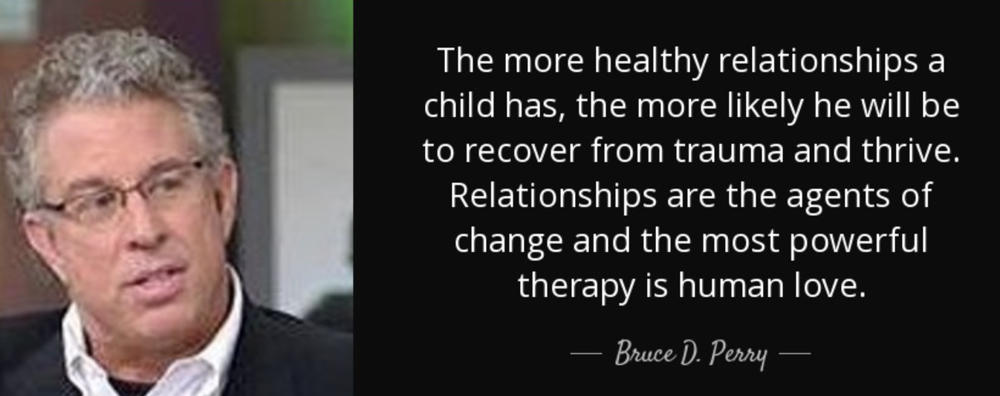 The more healthy relationships a
child has, the more likely he will be
to recover from trauma and thrive.
Relationships are the agents of
change and the most powerful
therapy is human love.
Bruce D. Perry